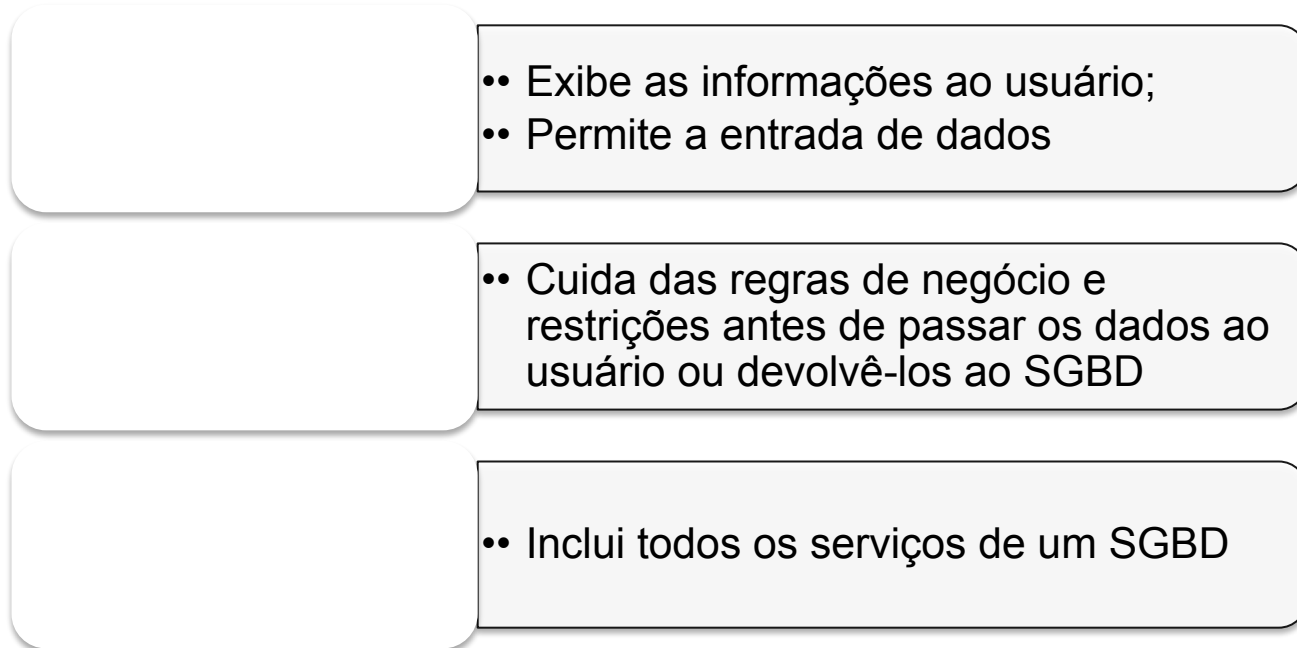 •• Exibe as informações ao usuário;
•• Permite a entrada de dados
•• Cuida das regras de negócio e
restrições antes de passar os dados ao
usuário ou devolvê-los ao SGBD
•• Inclui todos os serviços de um SGBD